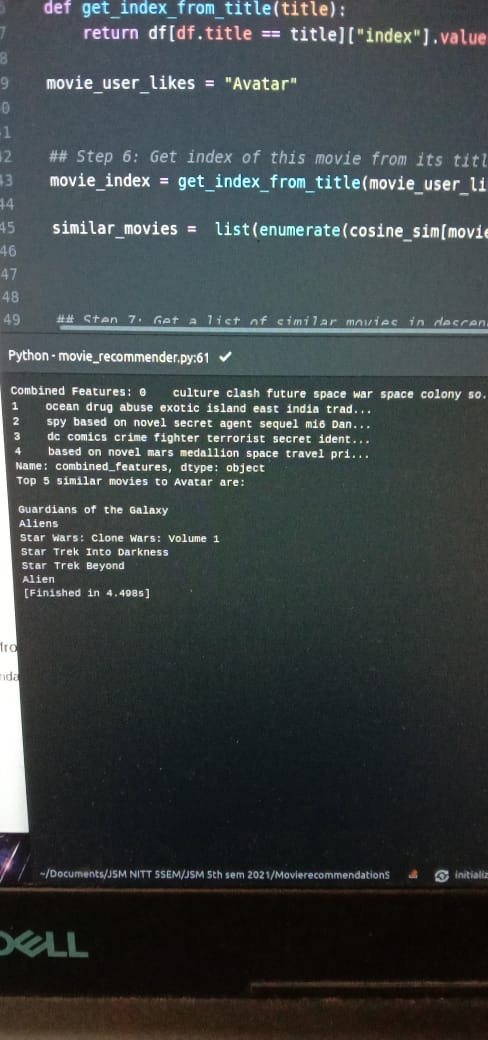 def get_index_from_title(title):
7 return df[df.title == title]["index"].value
8
9 movie_user_likes = "Avatar"
0
1
2 ## Step 6: Get index of this movie from its titl
3 movie_index = get_index_from_title(movie_user_li
44
45 similar_movies = list(enumerate(cosine_sim[movie
46
47
48
49 ## Step 7: Get a list of similar movies in descen
Python - movie_recommender.py:61 ✓
Combined Features: 0 culture clash future space war space colony so.
1 ocean drug abuse exotic island east india trad...
2 spy based on novel secret agent sequel mi6 Dan...
3 dc comics crime fighter terrorist secret ident...
4 based on novel mars medallion space travel pri...
Name: combined_features, dtype: object
Top 5 similar movies to Avatar are:
Guardians of the Galaxy
Aliens
Star Wars: Clone Wars: Volume 1
Star Trek Into Darkness
Star Trek Beyond
Alien
[Finished in 4.498s]
fro
nda
~/Documents/JSM NITT 5SEM/JSM 5th sem 2021/MovierecommendationS
initializ
DELL